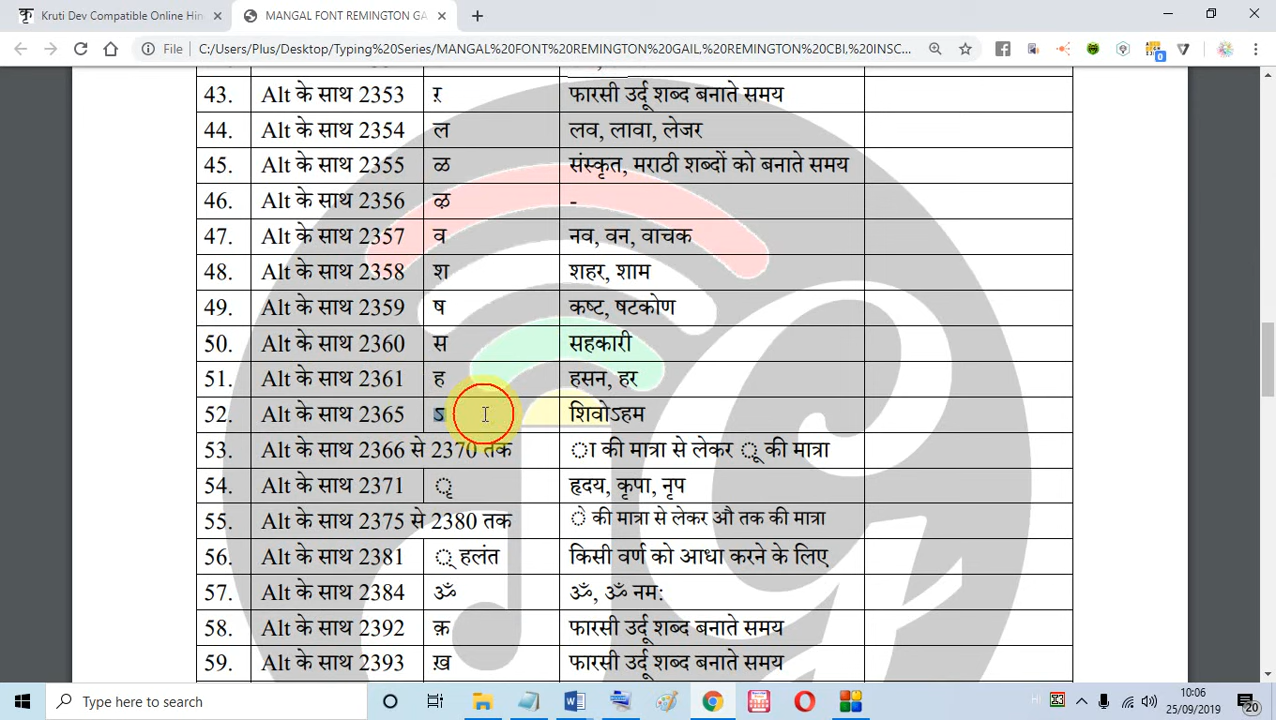 Kruti Dev Compatible Online Hin
MANGAL FONT REMINGTON GA
File
C:/Users/Plus/Desktop/Typing%20Series/MANGAL%20FONT%20REMINGTON%20GAIL,%20REMINGTON%20CBI,%20INSC...
43. Alt के साथ 2353 ऱ फारसी उर्दू शब्द बनाते समय
44. Alt के साथ 2354 ल लव, लावा, लेजर
45. Alt के साथ 2355 ळ संस्कृत, मराठी शब्दों को बनाते समय
46. Alt के साथ 2356 ऴ -
47. Alt के साथ 2357 व नव, वन, वाचक
48. Alt के साथ 2358 श शहर, शाम
49. Alt के साथ 2359 ष कष्ट, षटकोण
50. Alt के साथ 2360 स सहकारी
51. Alt के साथ 2361 ह हसन, हर
52. Alt के साथ 2365 ऽ शिवोऽहम
53. Alt के साथ 2366 से 2370 तक ा की मात्रा से लेकर ू की मात्रा
54. Alt के साथ 2371 ृ हृदय, कृपा, नृप
55. Alt के साथ 2375 से 2380 तक े की मात्रा से लेकर औ तक की मात्रा
56. Alt के साथ 2381 ् हलंत किसी वर्ण को आधा करने के लिए
57. Alt के साथ 2384 ॐ ॐ, ॐ नम:
58. Alt के साथ 2392 क़ फारसी उर्दू शब्द बनाते समय
59. Alt के साथ 2393 ख़ फारसी उर्दू शब्द बनाते समय
Type here to search
10:06
25/09/2019
20